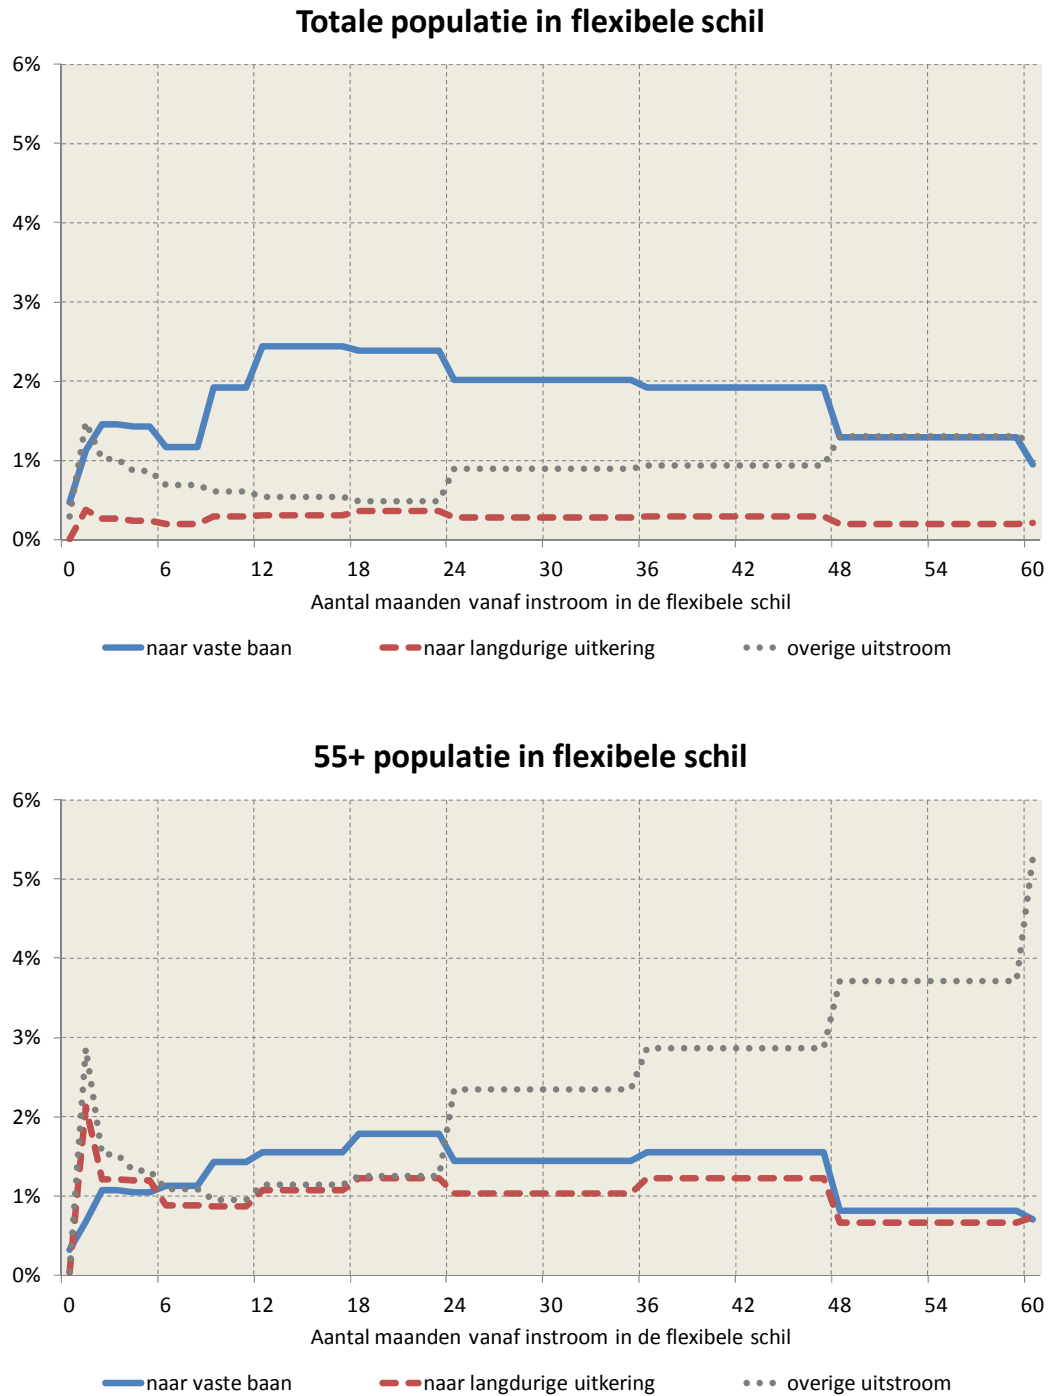 Totale populatie in flexibele schil
6%
5%
4%
3%
2%
1%
0%
0 6 12 18 24 30 36 42 48 54 60
Aantal maanden vanaf instroom in de flexibele schil
naar vaste baan naar langdurige uitkering overige uitstroom
55+ populatie in flexibele schil
6%
5%
4%
3%
2%
1%
0%
0 6 12 18 24 30 36 42 48 54 60
Aantal maanden vanaf instroom in de flexibele schil
naar vaste baan naar langdurige uitkering overige uitstroom